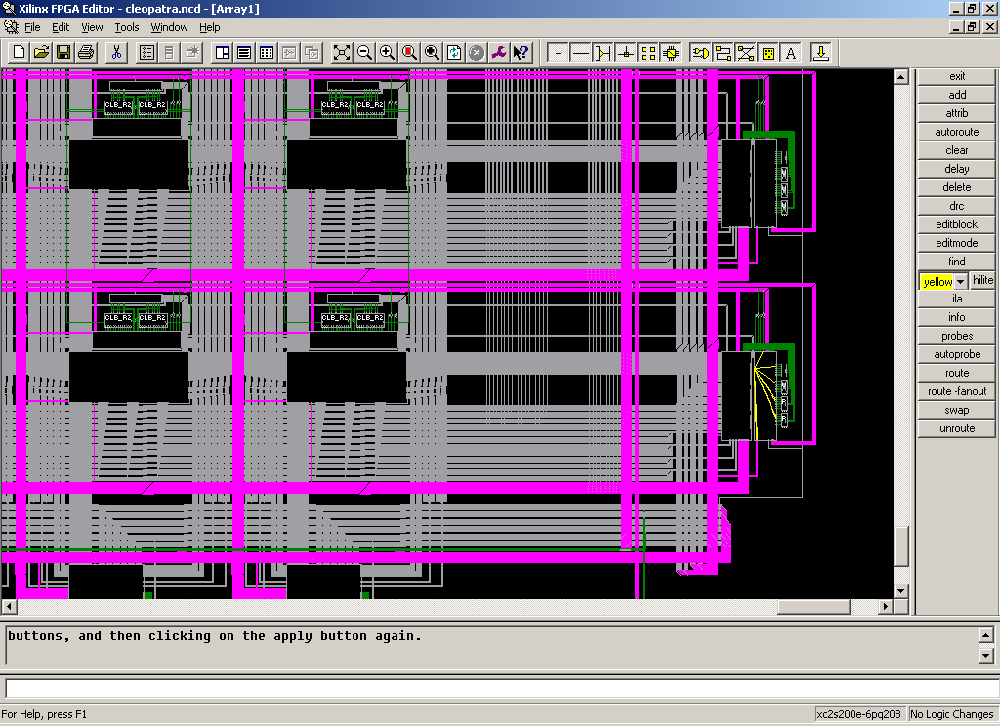 Xilinx FPGA Editor - cleopatra.ncd - [Array1]
File Edit View Tools Window Help
A
exit
add
attrib
autoroute
clear
delay
delete
drc
editblock
editmode
find
yellow hilite
ila
info
probes
autoprobe
route
route -fanout
swap
unroute
CLB_R2 CLB_R2 CLB_R2 CLB_R2
CLB_R2 CLB_R2 CLB_R2 CLB_R2
buttons, and then clicking on the apply button again.
For Help, press F1 xc2s200e-6pq208 No Logic Changes